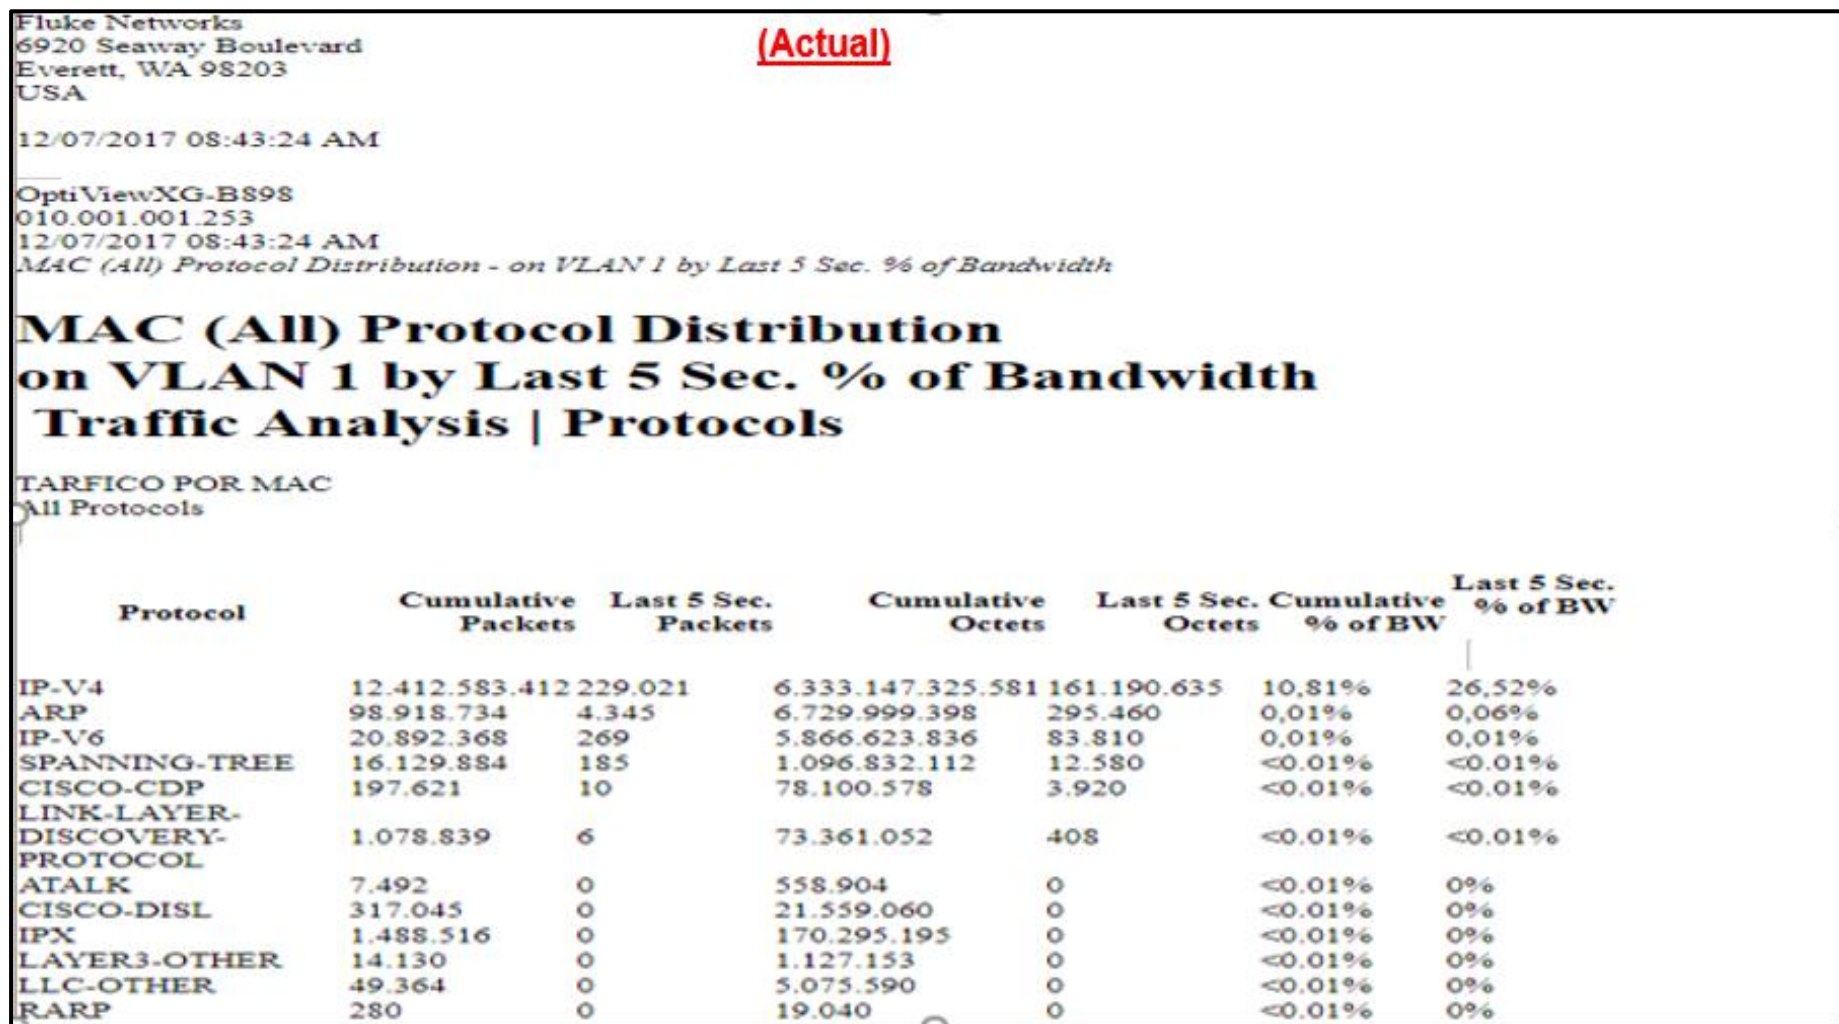 Fluke Networks
(Actual)
6920 Seaway Boulevard
Everett, WA 98203
USA
12/07/2017 08:43:24 AM
OptiViewXG-B898
010.001.001.253
12/07/2017 08:43:24 AM
MAC (All) Protocol Distribution - on VLAN 1 by Last 5 Sec. % of Bandwidth
MAC (All) Protocol Distribution
on VLAN 1 by Last 5 Sec. % of Bandwidth
Traffic Analysis | Protocols
TARFICO POR MAC
All Protocols
Protocol Cumulative Packets Last 5 Sec. Packets Cumulative Octets Last 5 Sec. Octets Cumulative % of BW Last 5 Sec. % of BW
IP-V4 12.412.583.412 229.021 6.333.147.325.581 161.190.635 10,81% 26,52%
ARP 98.918.734 4.345 6.729.999.398 295.460 0,01% 0,06%
IP-V6 20.892.368 269 5.866.623.836 83.810 0,01% 0,01%
SPANNING-TREE 16.129.884 185 1.096.832.112 12.580 <0.01% <0.01%
CISCO-CDP 197.621 10 78.100.578 3.920 <0.01% <0.01%
LINK-LAYER-
DISCOVERY- 1.078.839 6 73.361.052 408 <0.01% <0.01%
PROTOCOL
ATALK 7.492 0 558.904 0 <0.01% 0%
CISCO-DISL 317.045 0 21.559.060 0 <0.01% 0%
IPX 1.488.516 0 170.295.195 0 <0.01% 0%
LAYER3-OTHER 14.130 0 1.127.153 0 <0.01% 0%
LLC-OTHER 49.364 0 5.075.590 0 <0.01% 0%
RARP 280 0 19.040 0 <0.01% 0%